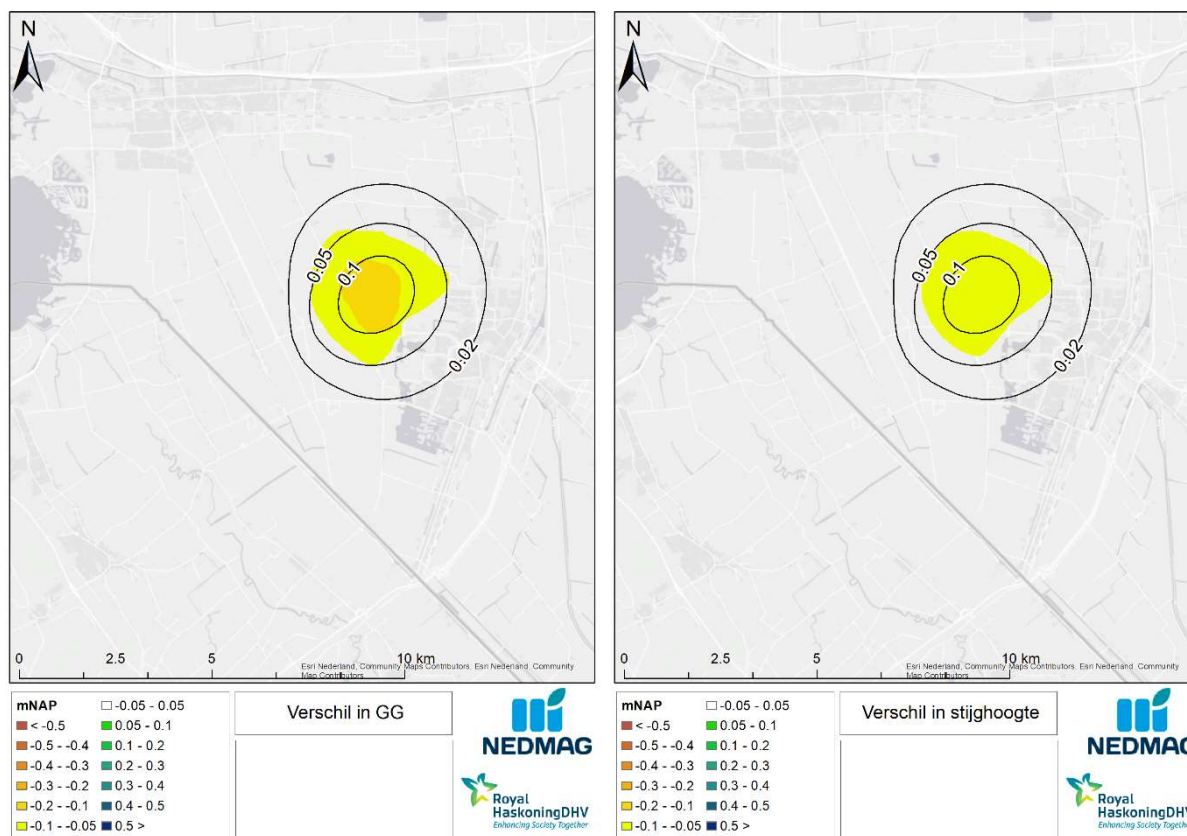 N
0.05
0.1
0.02
0 2.5 5 10 km
Esri Nederland, Community Maps Contributors, Esri Nederland, Community
Map Contributors
mNAP
< -0.5
-0.5 - -0.4
-0.4 - -0.3
-0.3 - -0.2
-0.2 - -0.1
-0.1 - -0.05
-0.05 - 0.05
0.05 - 0.1
0.1 - 0.2
0.2 - 0.3
0.3 - 0.4
0.4 - 0.5
0.5 >
Verschil in GG
NEDMAG
Royal
HaskoningDHV
Enhancing Society Together
N
0.05
0.1
0.02
0 2.5 5 10 km
Esri Nederland, Community Maps Contributors, Esri Nederland, Community
Map Contributors
mNAP
< -0.5
-0.5 - -0.4
-0.4 - -0.3
-0.3 - -0.2
-0.2 - -0.1
-0.1 - -0.05
-0.05 - 0.05
0.05 - 0.1
0.1 - 0.2
0.2 - 0.3
0.3 - 0.4
0.4 - 0.5
0.5 >
Verschil in stijghoogte
NEDMAG
Royal
HaskoningDHV
Enhancing Society Together